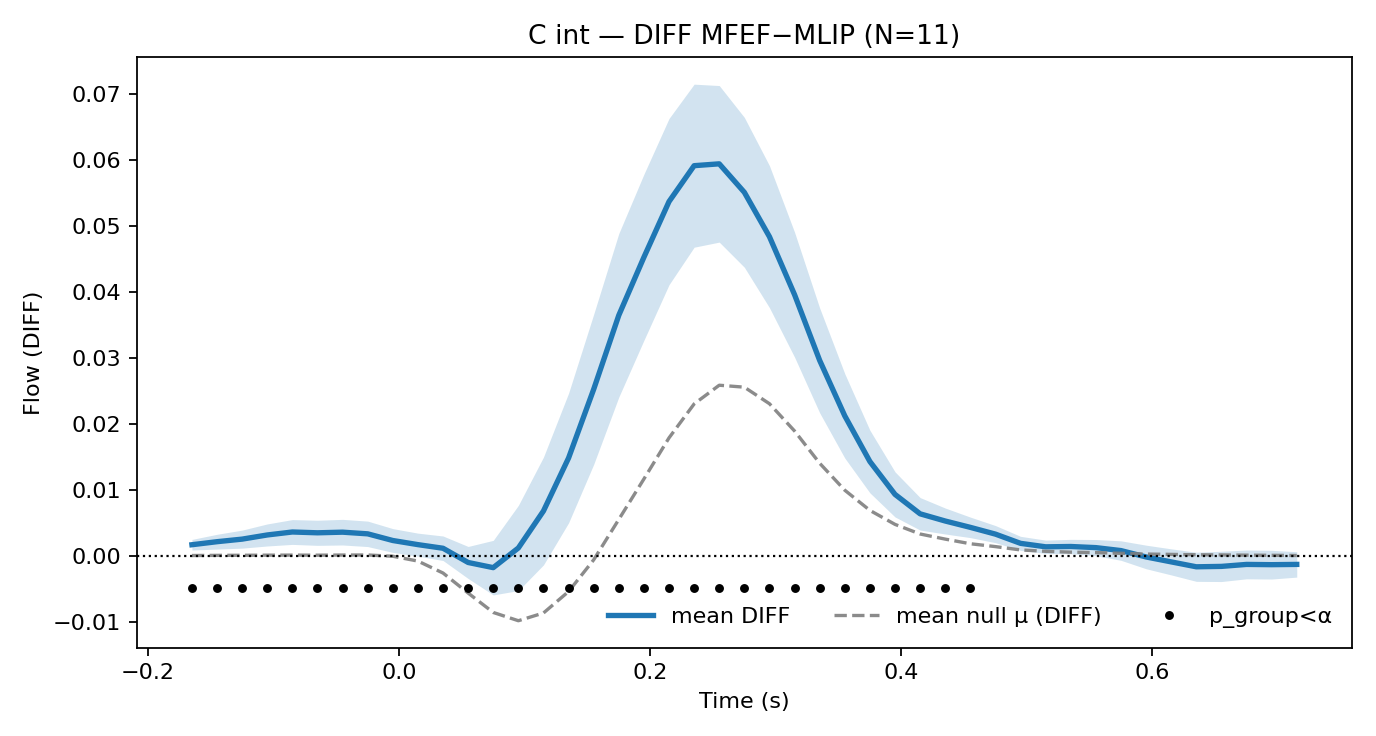 C int — DIFF MFEF−MLIP (N=11)
Flow (DIFF)
0.07
0.06
0.05
0.04
0.03
0.02
0.01
0.00
−0.01
mean DIFF
mean null μ (DIFF)
p_group<α
−0.2
0.0
0.2
0.4
0.6
Time (s)